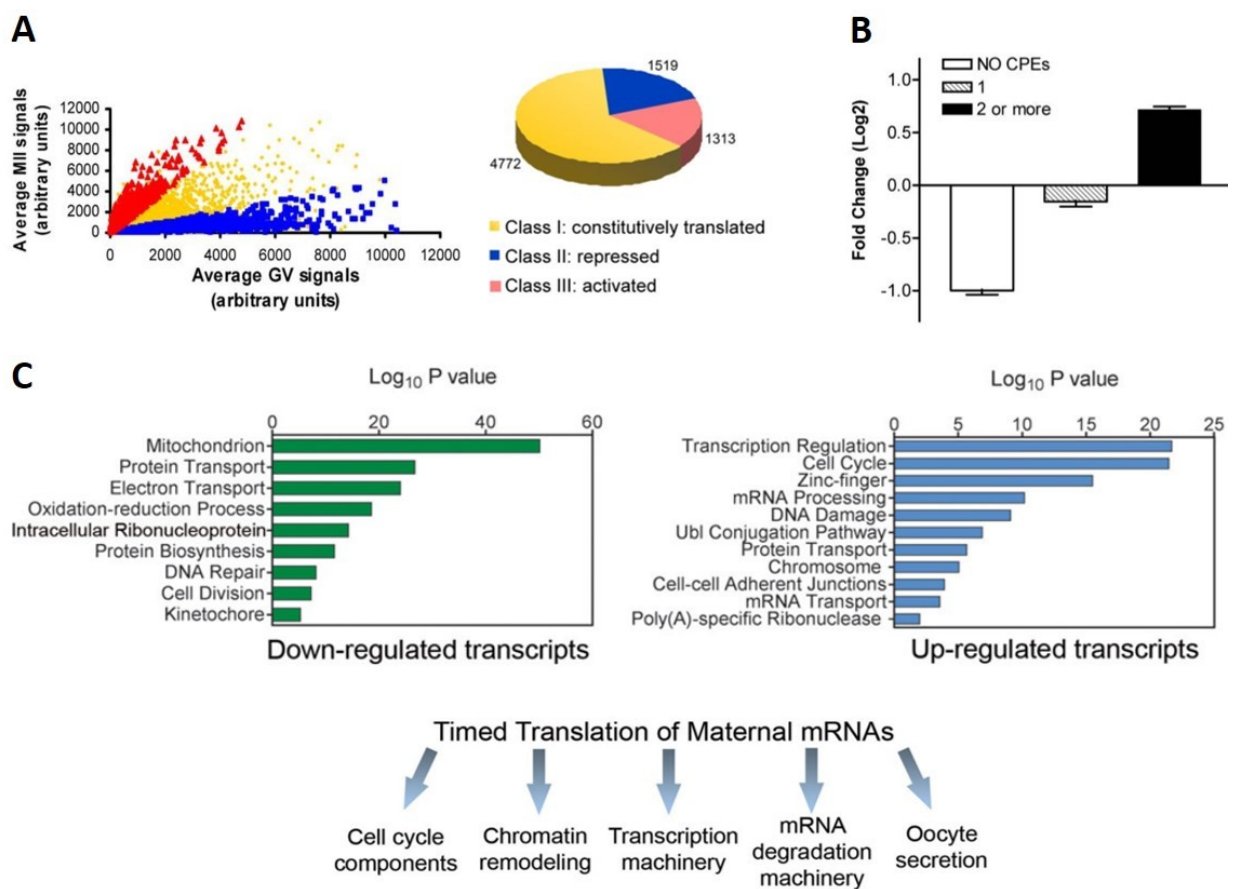 A
Average MII signals
(arbitrary units)
12000
10000
8000
6000
4000
2000
0
0 2000 4000 6000 8000 10000 12000
Average GV signals
(arbitrary units)
1519
1313
4772
Class I: constitutively translated
Class II: repressed
Class III: activated
B
NO CPEs
1
2 or more
Fold Change (Log2)
1.0
0.5
0.0
-0.5
-1.0
C
Log10 P value
0 20 40 60
Mitochondrion
Protein Transport
Electron Transport
Oxidation-reduction Process
Intracellular Ribonucleoprotein
Protein Biosynthesis
DNA Repair
Cell Division
Kinetochore
Down-regulated transcripts
Log10 P value
0 5 10 15 20 25
Transcription Regulation
Cell Cycle
Zinc-finger
mRNA Processing
DNA Damage
Ubl Conjugation Pathway
Protein Transport
Chromosome
Cell-cell Adherent Junctions
mRNA Transport
Poly(A)-specific Ribonuclease
Up-regulated transcripts
Timed Translation of Maternal mRNAs
Cell cycle
components
Chromatin
remodeling
Transcription
machinery
mRNA
degradation
machinery
Oocyte
secretion